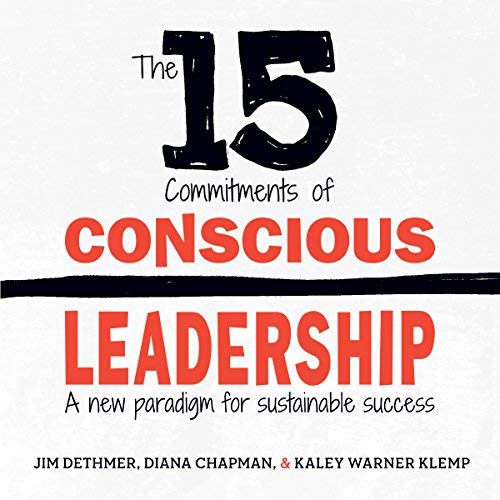 The 15
Commitments of
CONSCIOUS
LEADERSHIP
A new paradigm for sustainable success
JIM DETHMER, DIANA CHAPMAN, & KALEY WARNER KLEMP